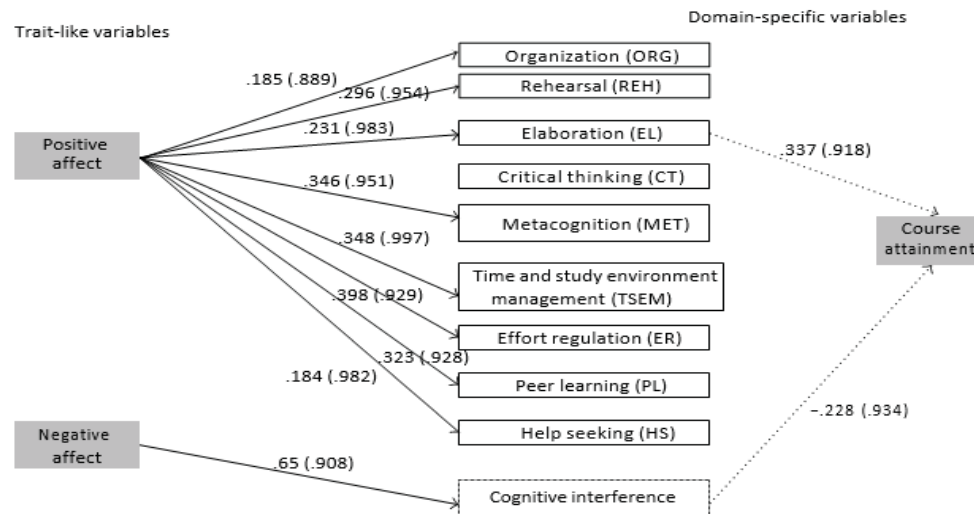 Domain-specific variables
Trait-like variables
Organization (ORG)
.185 (.889)
Rehearsal (REH)
.296 (.954)
.231 (.983)
Elaboration (EL)
Positive
affect
.337 (.918)
Critical thinking (CT)
.346 (.951)
Metacognition (MET)
Course
attainment
.348 (.997)
Time and study environment
management (TSEM)
.398 (.929)
Effort regulation (ER)
.323 (.928)
.184 (.982)
Peer learning (PL)
−.228 (.934)
Negative
affect
Help seeking (HS)
.65 (.908)
Cognitive interference